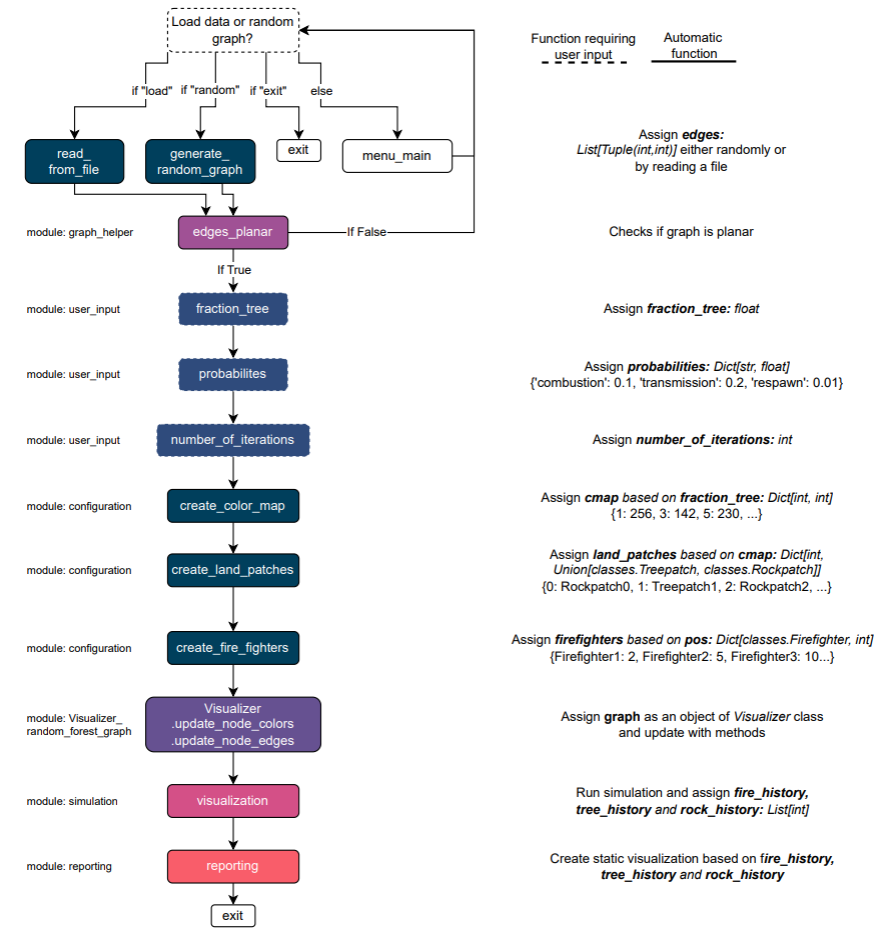 Load data or random
graph?
Function requiring
user input
Automatic
function
if "load"
if "random"
if "exit"
else
read_
from_file
generate_
random_graph
exit
menu_main
Assign edges:
List[Tuple(int,int)] either randomly or
by reading a file
module: graph_helper
edges_planar
If False
Checks if graph is planar
If True
module: user_input
fraction_tree
Assign fraction_tree: float
module: user_input
probabilites
Assign probabilities: Dict[str, float]
{'combustion': 0.1, 'transmission': 0.2, 'respawn': 0.01}
module: user_input
number_of_iterations
Assign number_of_iterations: int
module: configuration
create_color_map
Assign cmap based on fraction_tree: Dict[int, int]
{1: 256, 3: 142, 5: 230, ...}
module: configuration
create_land_patches
Assign land_patches based on cmap: Dict[int,
Union[classes.Treepatch, classes.Rockpatch]]
{0: Rockpatch0, 1: Treepatch1, 2: Rockpatch2, ...}
module: configuration
create_fire_fighters
Assign firefighters based on pos: Dict[classes.Firefighter, int]
{Firefighter1: 2, Firefighter2: 5, Firefighter3: 10...}
module: Visualizer_
random_forest_graph
Visualizer
.update_node_colors
.update_node_edges
Assign graph as an object of Visualizer class
and update with methods
module: simulation
visualization
Run simulation and assign fire_history,
tree_history and rock_history: List[int]
module: reporting
reporting
Create static visualization based on fire_history,
tree_history and rock_history
exit